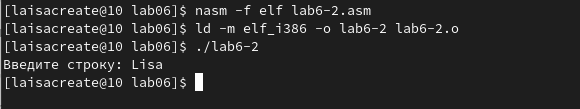 [laisacreate@10 lab06]$ nasm -f elf lab6-2.asm
[laisacreate@10 lab06]$ ld -m elf_i386 -o lab6-2 lab6-2.o
[laisacreate@10 lab06]$ ./lab6-2
Введите строку: Lisa
[laisacreate@10 lab06]$